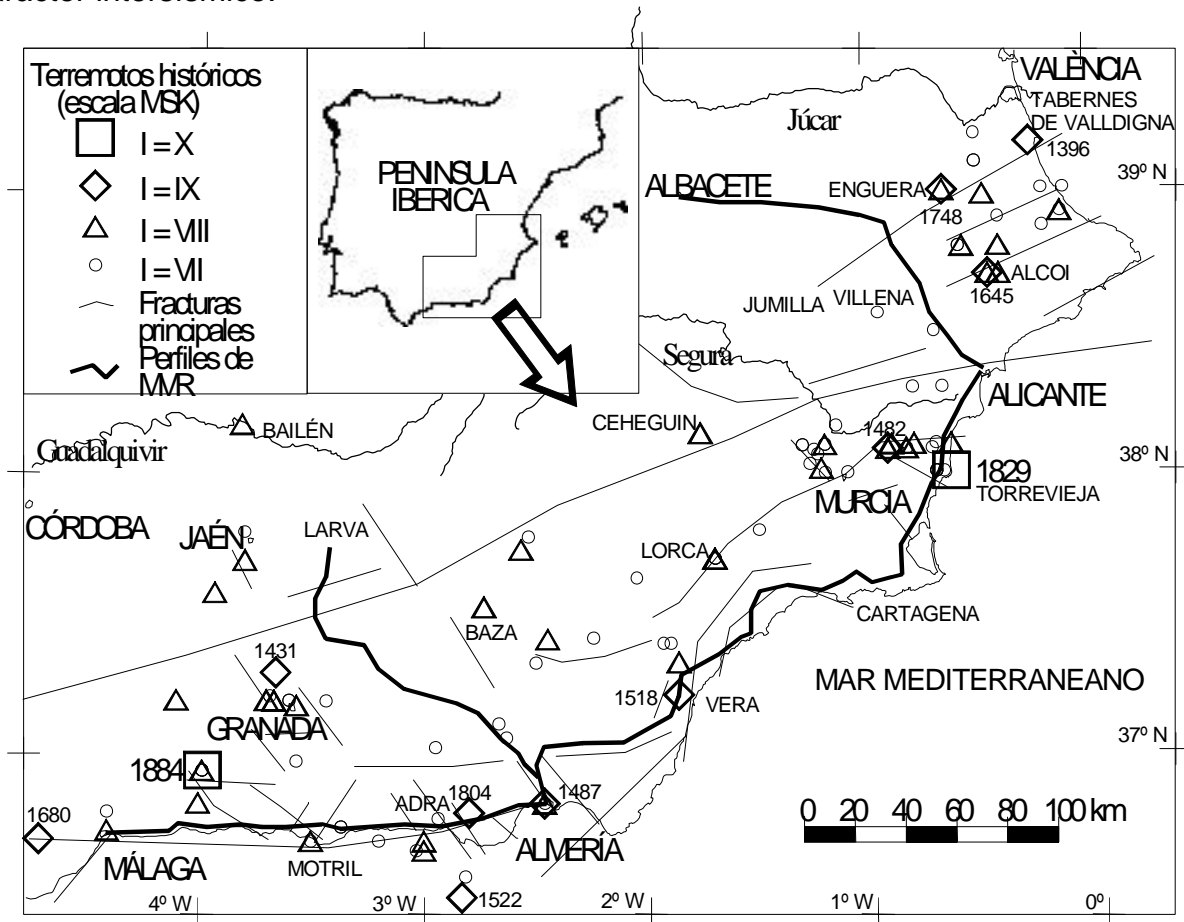 Terremotos históricos
(escala MSK)
I = X
I = IX
I = VIII
I = VII
Fracturas
principales
Perfiles de
MVR
PENINSULA
IBERICA
VALÈNCIA
TABERNES
DE VALLDIGNA
1396
Júcar
39º N
ALBACETE
ENGUERA
1748
ALCOI
1645
JUMILLA
VILLENA
Segura
ALICANTE
CEHEGUIN
1482
BAILÉN
Guadalquivir
38º N
1829
TORREVIEJA
MURCIA
CÓRDOBA
JAÉN
LARVA
LORCA
CARTAGENA
BAZA
1431
MAR MEDITERRANEANO
1518
VERA
GRANADA
37º N
1884
ADRA
1804
1487
0 20 40 60 80 100 km
1680
ALMERÍA
MÁLAGA
MOTRIL
1522
4º W
3º W
2º W
1º W
0º